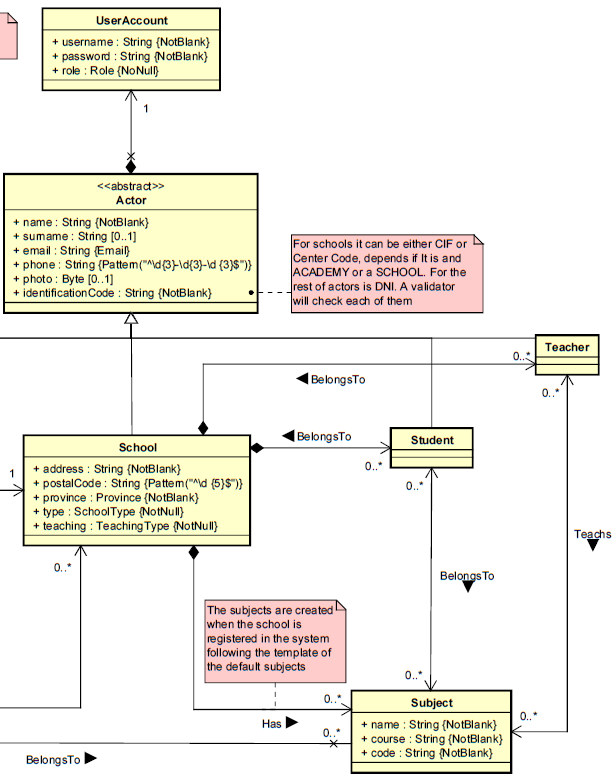 UserAccount
+ username : String {NotBlank}
+ password : String {NotBlank}
+ role : Role {NoNull}
1
<<abstract>>
Actor
+ name : String {NotBlank}
+ surname : String [0..1]
+ email : String {Email}
+ phone : String {Pattern("^\d{3}-\d{3}-\d {3}$")}
+ photo : Byte [0..1]
+ identificationCode : String {NotBlank}
For schools it can be either CIF or
Center Code, depends if It is and
ACADEMY or a SCHOOL. For the
rest of actors is DNI. A validator
will check each of them
Teacher
0..*
◀ BelongsTo
0..*
School
+ address : String {NotBlank}
+ postalCode : String {Pattern("^\d {5}$")}
+ province : Province {NotBlank}
+ type : SchoolType {NotNull}
+ teaching : TeachingType {NotNull}
1
0..*
◀ BelongsTo
Student
0..*
0..*
Teachs
▼
BelongsTo
▼
The subjects are created
when the school is
registered in the system
following the template of
the default subjects
0..*
0..*
Has ▶
Subject
+ name : String {NotBlank}
+ course : String {NotBlank}
+ code : String {NotBlank}
0..*
0..*
BelongsTo ▶